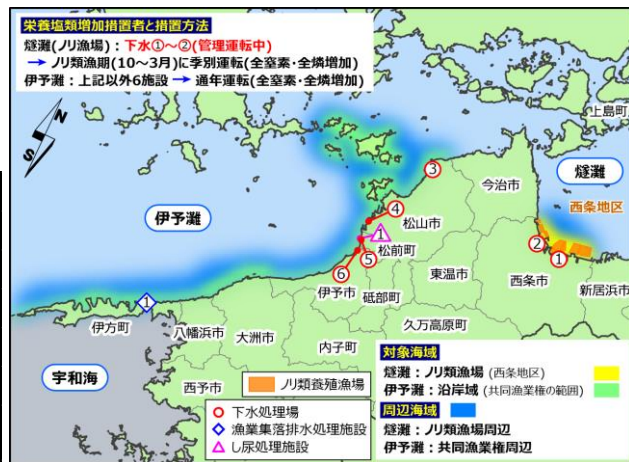 栄養塩類増加措置者と措置方法
燧灘(ノリ漁場)：下水①～②(管理運転中)
→ ノリ類漁期(10～3月)に季別運転(全窒素・全燐増加)
伊予灘：上記以外6施設 → 通年運転(全窒素・全燐増加)
N
S
上島町
燧灘
③
今治市
西条地区
伊予灘
④
松山市
①
松前町
②
①
⑥
⑤
東温市
西条市
新居浜市
伊予市
砥部町
①
伊方町
八幡浜市
大洲市
内子町
久万高原町
宇和海
西予市
ノリ類養殖漁場
下水処理場
漁業集落排水処理施設
し尿処理施設
対象海域
燧灘：ノリ類漁場 (西条地区)
伊予灘：沿岸域 (共同漁業権の範囲)
周辺海域
燧灘：ノリ類漁場周辺
伊予灘：共同漁業権周辺